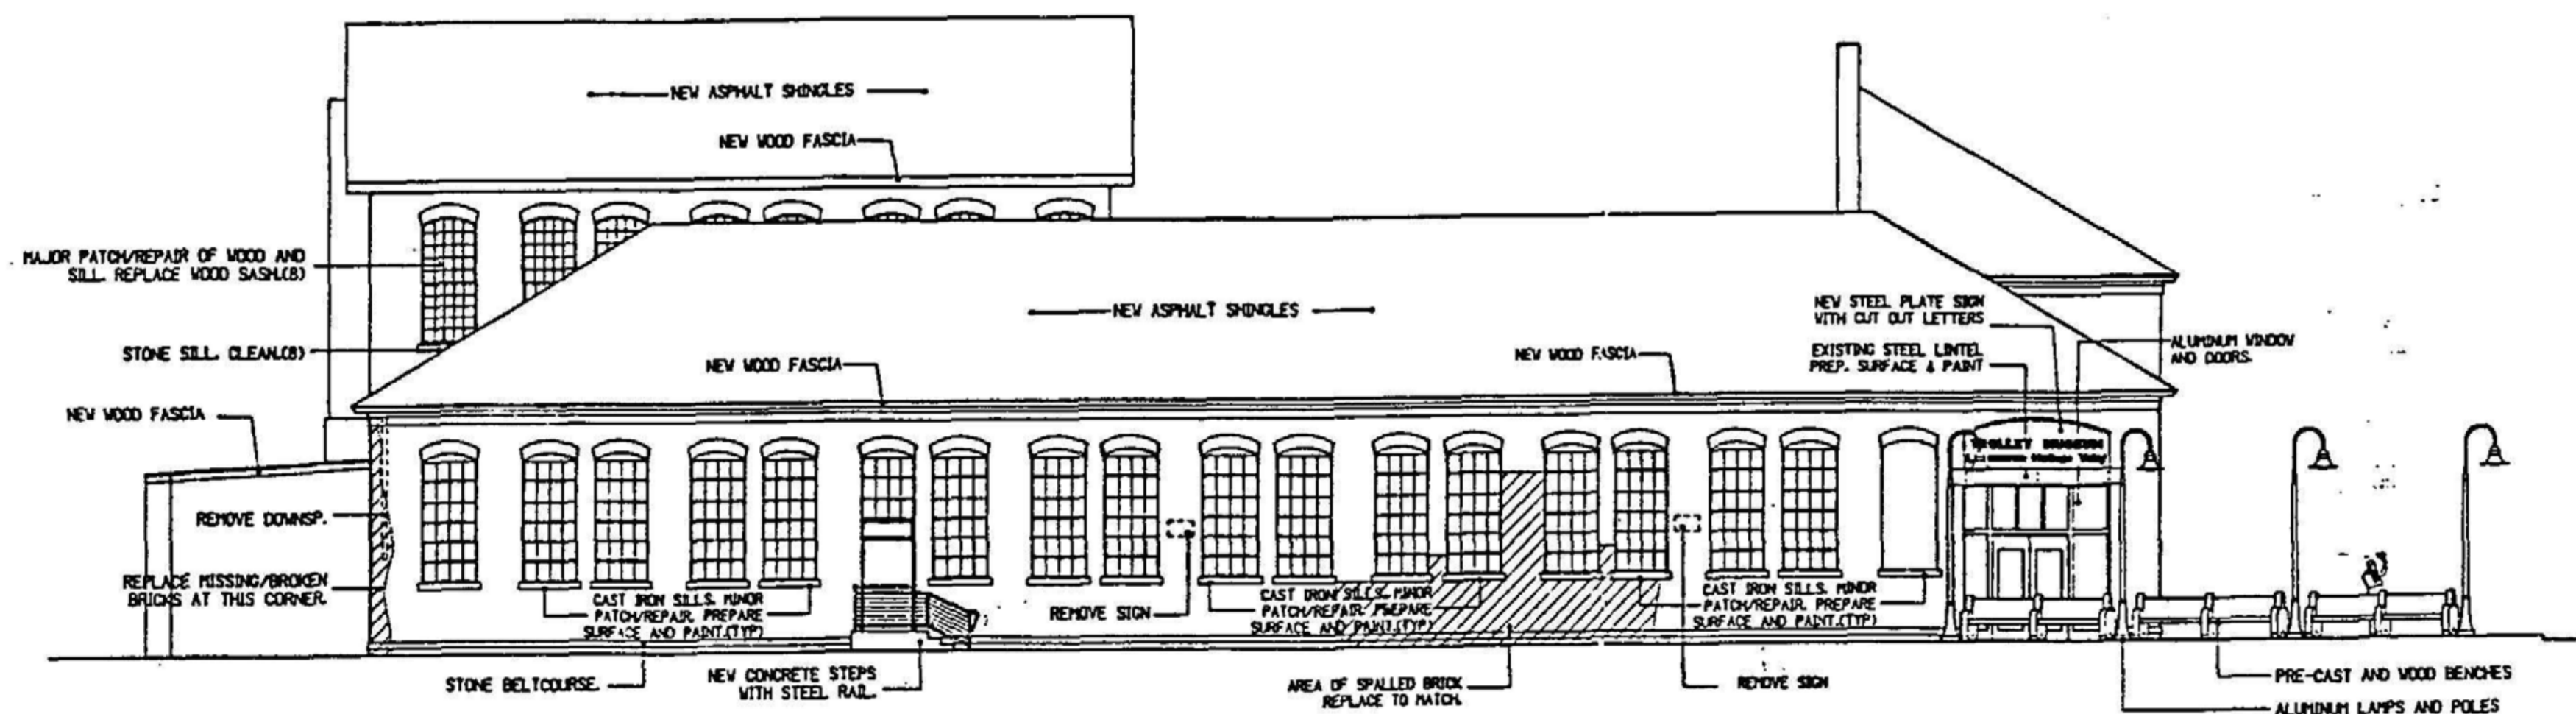 NEW ASPHALT SHINGLES
NEW WOOD FASCIA
MAJOR PATCH/REPAIR OF WOOD AND
SILL. REPLACE WOOD SASH.(8)
STONE SILL. CLEAN.(8)
NEW WOOD FASCIA
NEW ASPHALT SHINGLES
NEW WOOD FASCIA
NEW WOOD FASCIA
NEW STEEL PLATE SIGN
WITH CUT OUT LETTERS
EXISTING STEEL LINTEL
PREP. SURFACE & PAINT
ALUMINUM WINDOW
AND DOORS.
TROLLEY MUSEUM
REMOVE DOWNSP.
REPLACE MISSING/BROKEN
BRICKS AT THIS CORNER.
CAST IRON SILLS. MINOR
PATCH/REPAIR. PREPARE
SURFACE AND PAINT.(TYP)
REMOVE SIGN
CAST IRON SILLS. MINOR
PATCH/REPAIR. PREPARE
SURFACE AND PAINT.(TYP)
CAST IRON SILLS. MINOR
PATCH/REPAIR. PREPARE
SURFACE AND PAINT.(TYP)
STONE BELTCOURSE.
NEW CONCRETE STEPS
WITH STEEL RAIL.
AREA OF SPALLED BRICK
REPLACE TO MATCH.
REMOVE SIGN
PRE-CAST AND WOOD BENCHES
ALUMINUM LAMPS AND POLES